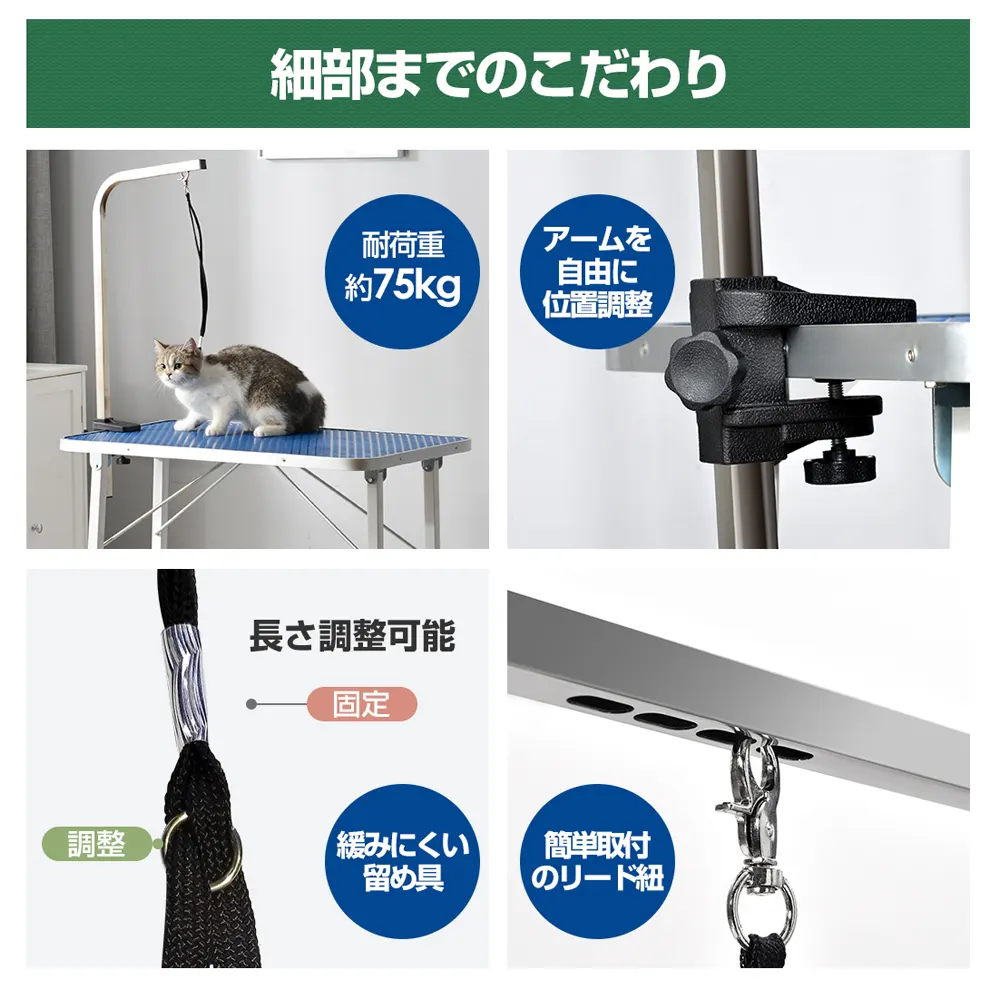 細部までのこだわり
耐荷重
約75kg
アームを
自由に
位置調整
長さ調整可能
固定
調整
緩みにくい
留め具
簡単取付
のリード紐